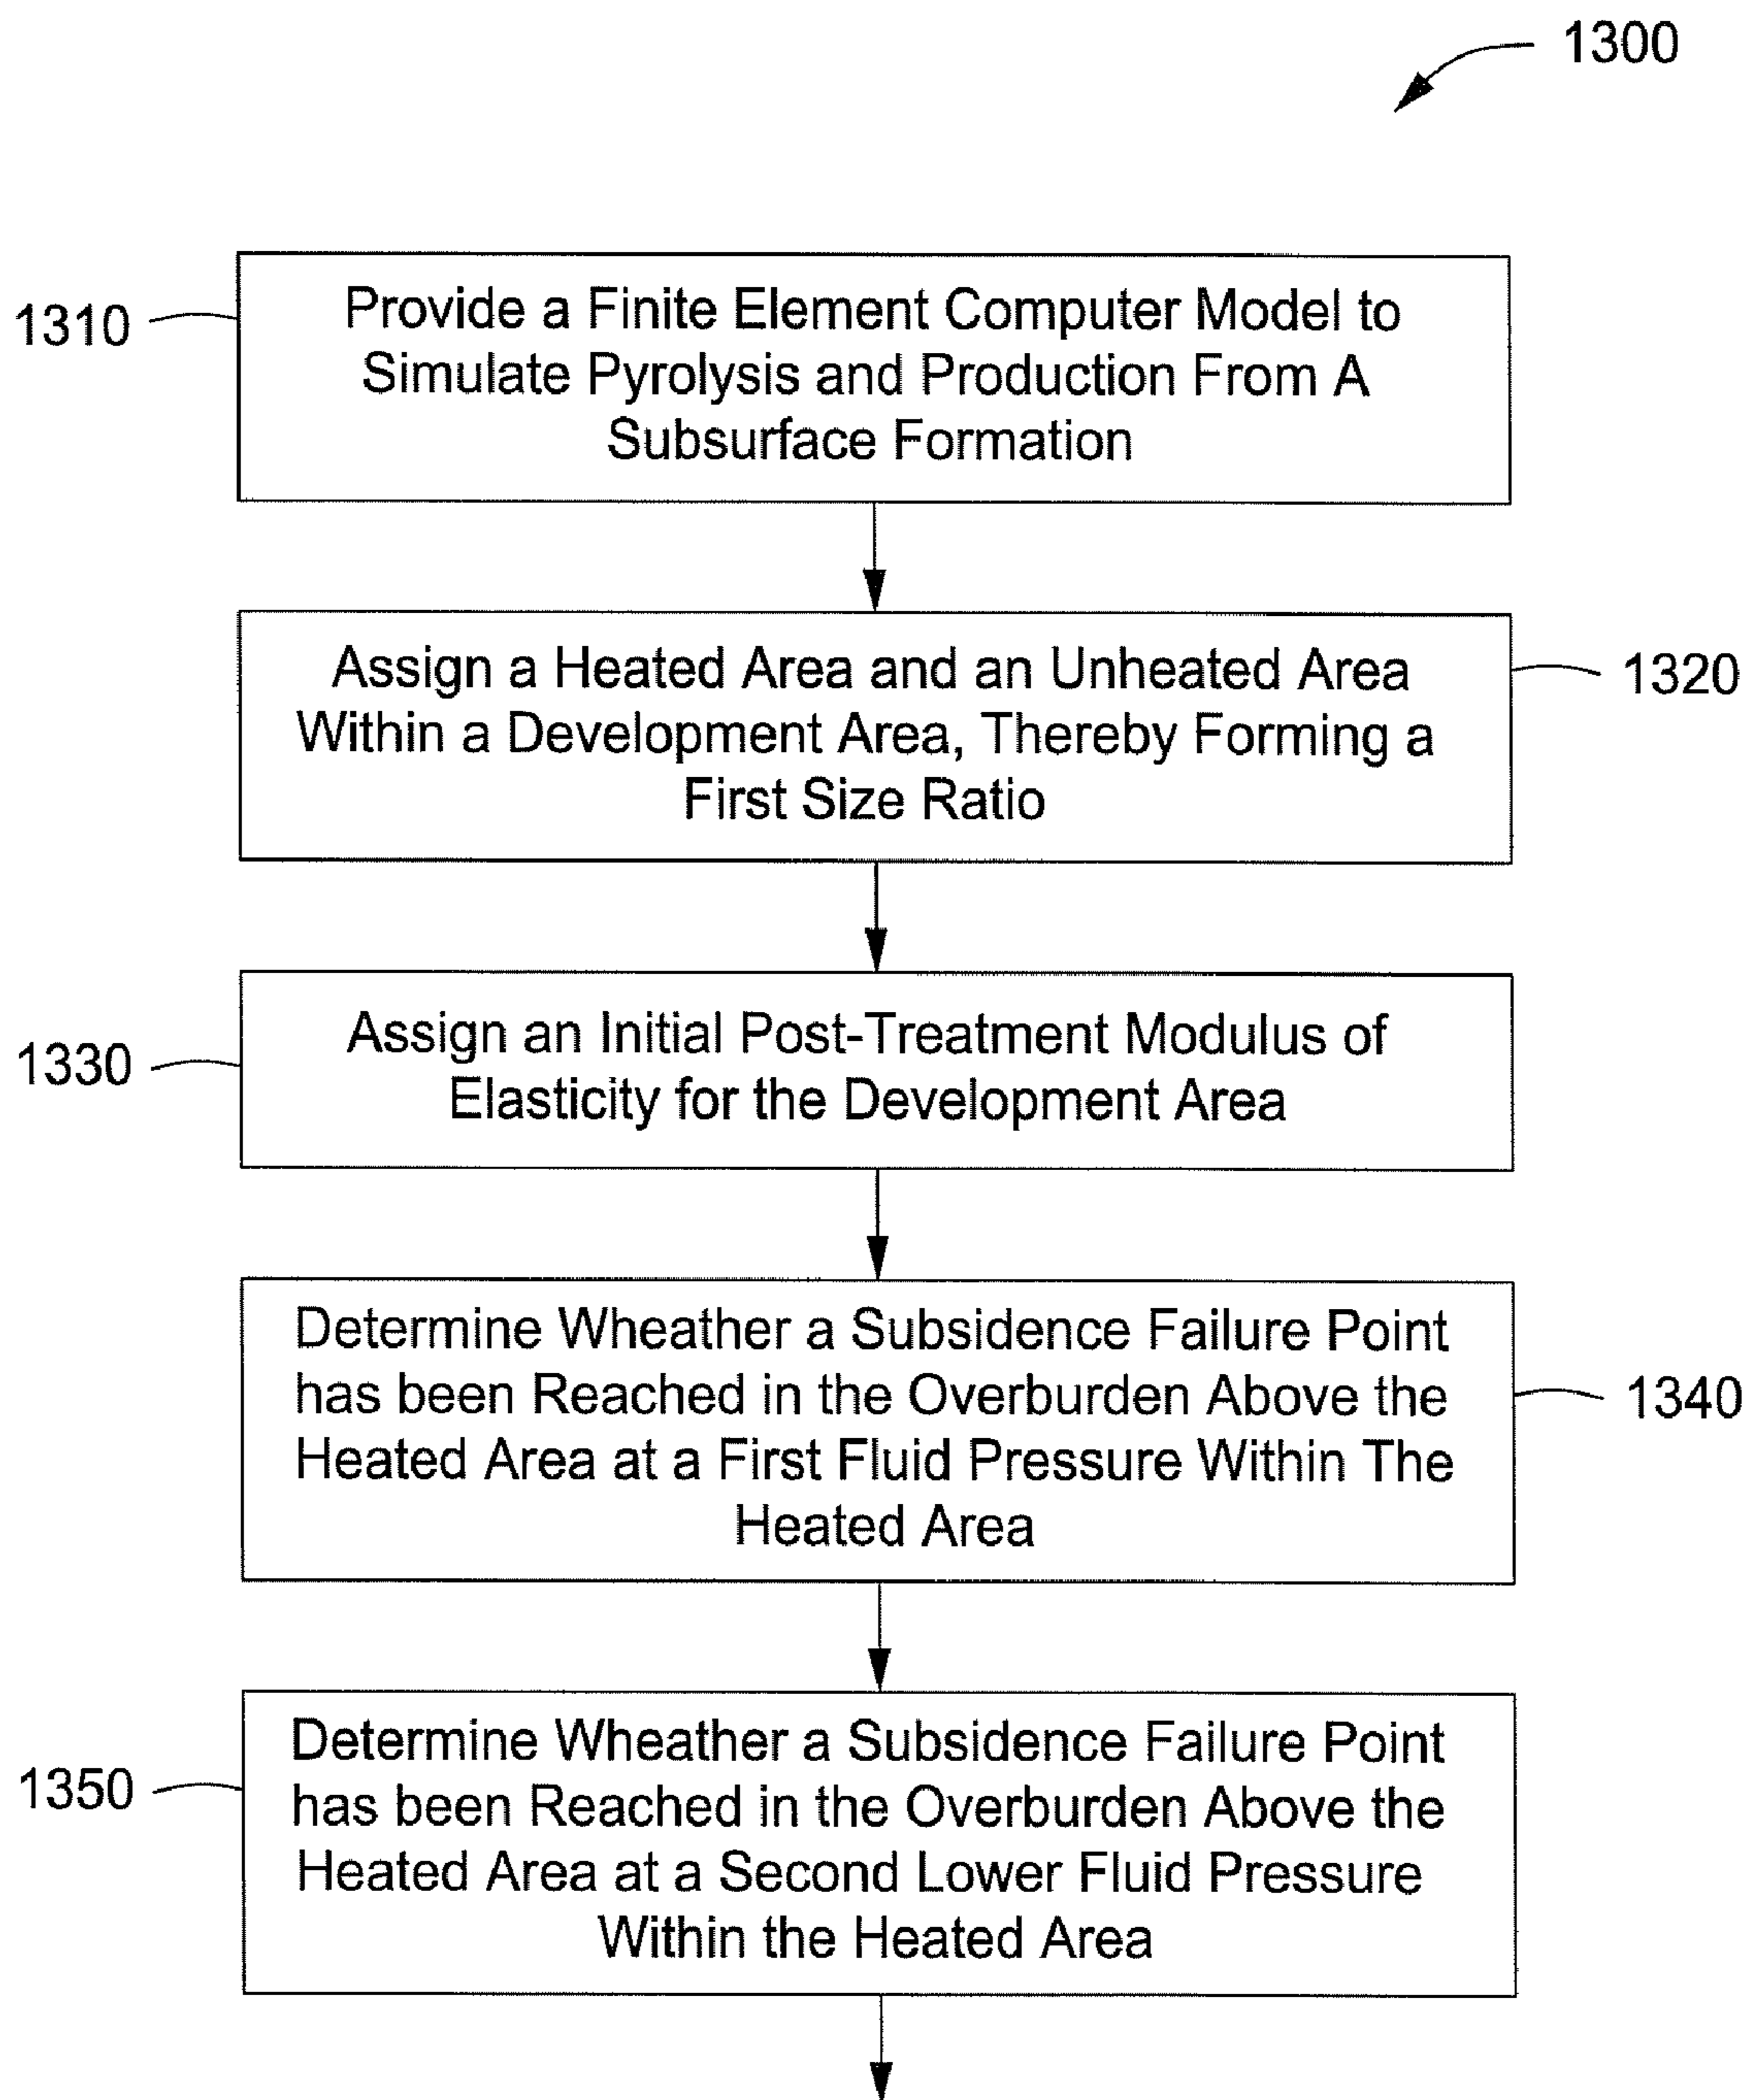 1300
1310
Provide a Finite Element Computer Model to
Simulate Pyrolysis and Production From A
Subsurface Formation
Assign a Heated Area and an Unheated Area
Within a Development Area, Thereby Forming a
First Size Ratio
1320
1330
Assign an Initial Post-Treatment Modulus of
Elasticity for the Development Area
Determine Wheather a Subsidence Failure Point
has been Reached in the Overburden Above the
Heated Area at a First Fluid Pressure Within The
Heated Area
1340
1350
Determine Wheather a Subsidence Failure Point
has been Reached in the Overburden Above the
Heated Area at a Second Lower Fluid Pressure
Within the Heated Area